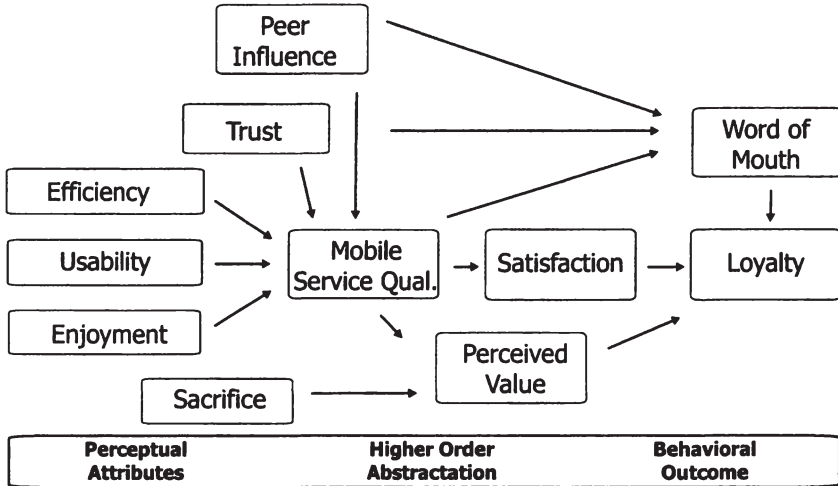 Peer
Influence
Trust
Word of
Mouth
Efficiency
Usability
Mobile
Service Qual.
Satisfaction
Loyalty
Enjoyment
Perceived
Value
Sacrifice
Perceptual
Attributes
Higher Order
Abstractation
Behavioral
Outcome